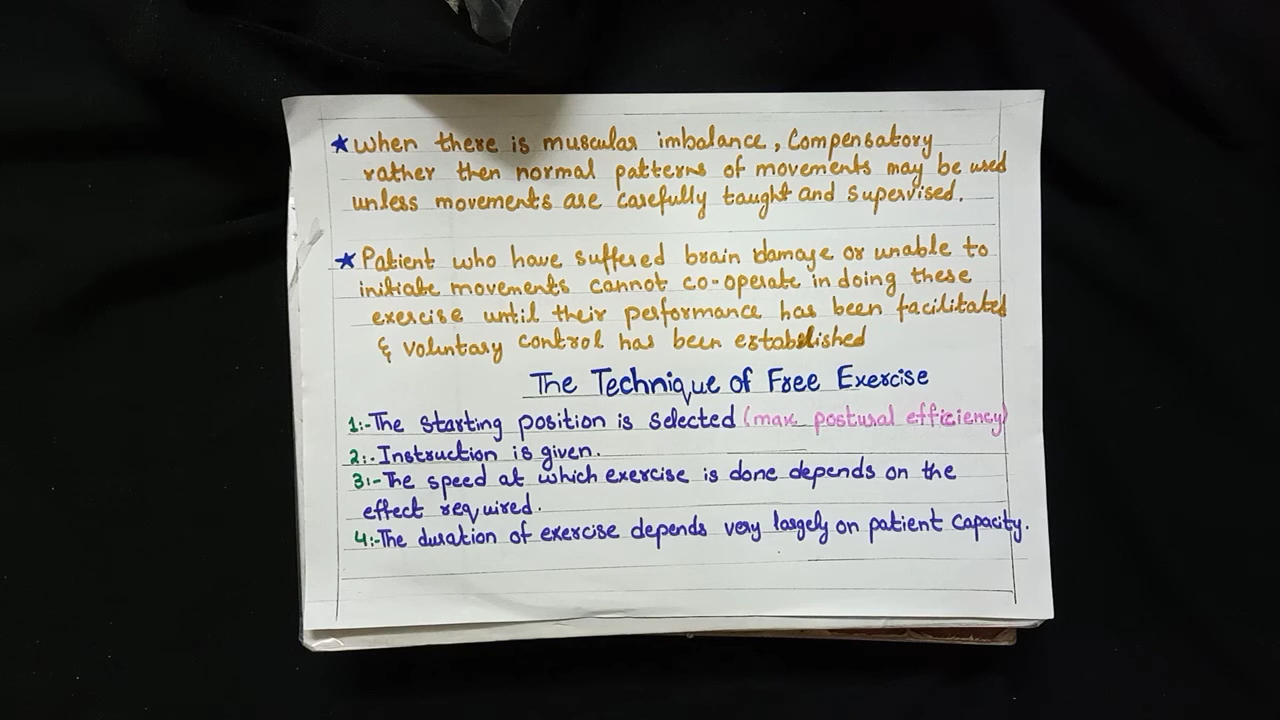 ★ When there is muscular imbalance, Compensatory
rather then normal patterns of movements may be used
unless movements are carefully taught and supervised.
★ Patient who have suffered brain damage or unable to
initiate movements cannot co-operate in doing these
exercise until their performance has been facilitated
& voluntary control has been established
The Technique of Free Exercise
1:-The starting position is selected (max. postural efficiency)
2:-Instruction is given.
3:-The speed at which exercise is done depends on the
effect required.
4:-The duration of exercise depends very largely on patient capacity.